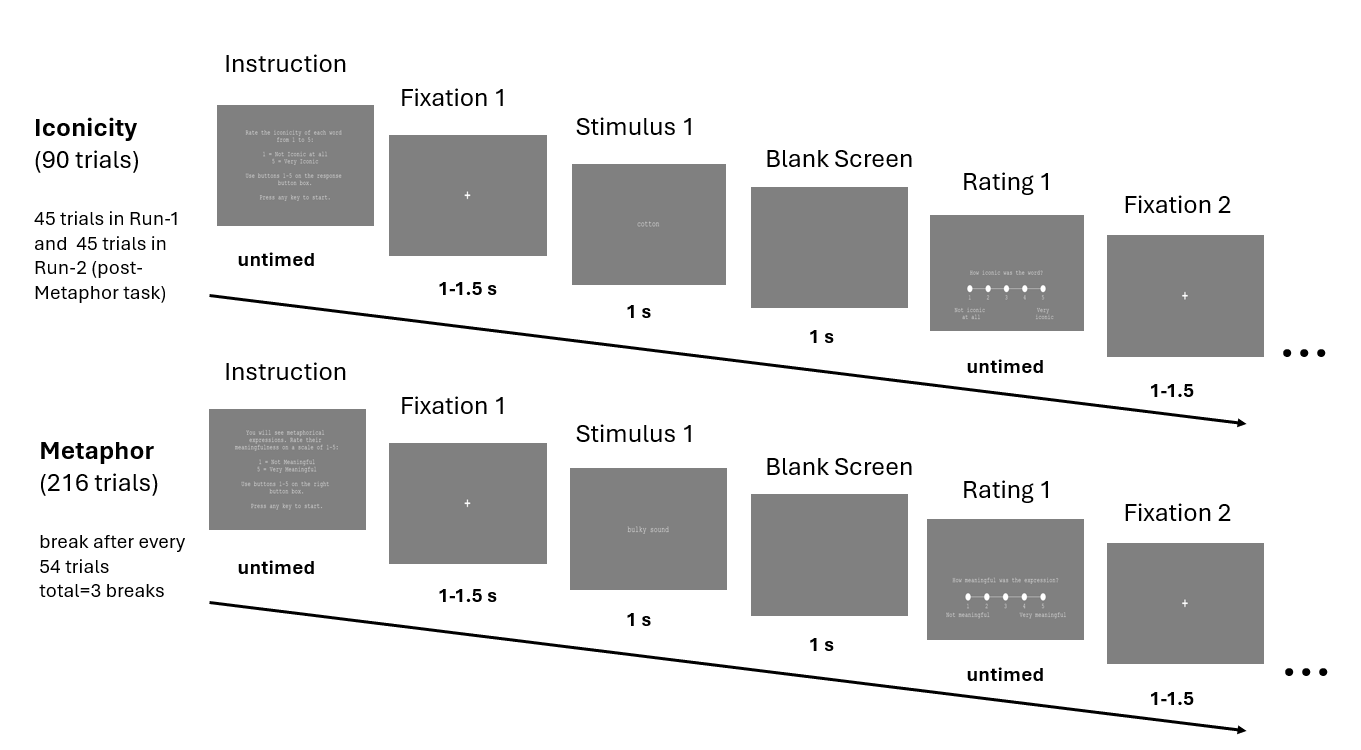 Instruction
Fixation 1
Stimulus 1
Blank Screen
Rating 1
Fixation 2
Iconicity
(90 trials)
45 trials in Run-1
and 45 trials in
Run-2 (post-
Metaphor task)
Rate the iconicity of each word
from 1 to 5:
1 = Not Iconic at all
5 = Very Iconic
Use buttons 1-5 on the response
button box.
Press any key to start.
untimed
+
1-1.5 s
cotton
1 s
1 s
How iconic was the word?
1 2 3 4 5
Not iconic
at all
Very
iconic
untimed
+
1-1.5
•••
Instruction
Fixation 1
Stimulus 1
Blank Screen
Rating 1
Fixation 2
Metaphor
(216 trials)
break after every
54 trials
total=3 breaks
You will see metaphorical
expressions. Rate their
meaningfulness on a scale of 1-5:
1 = Not Meaningful
5 = Very Meaningful
Use buttons 1-5 on the right
button box.
Press any key to start.
untimed
+
1-1.5 s
bulky sound
1 s
1 s
How meaningful was the expression?
1 2 3 4 5
Not meaningful
Very meaningful
untimed
+
1-1.5
•••